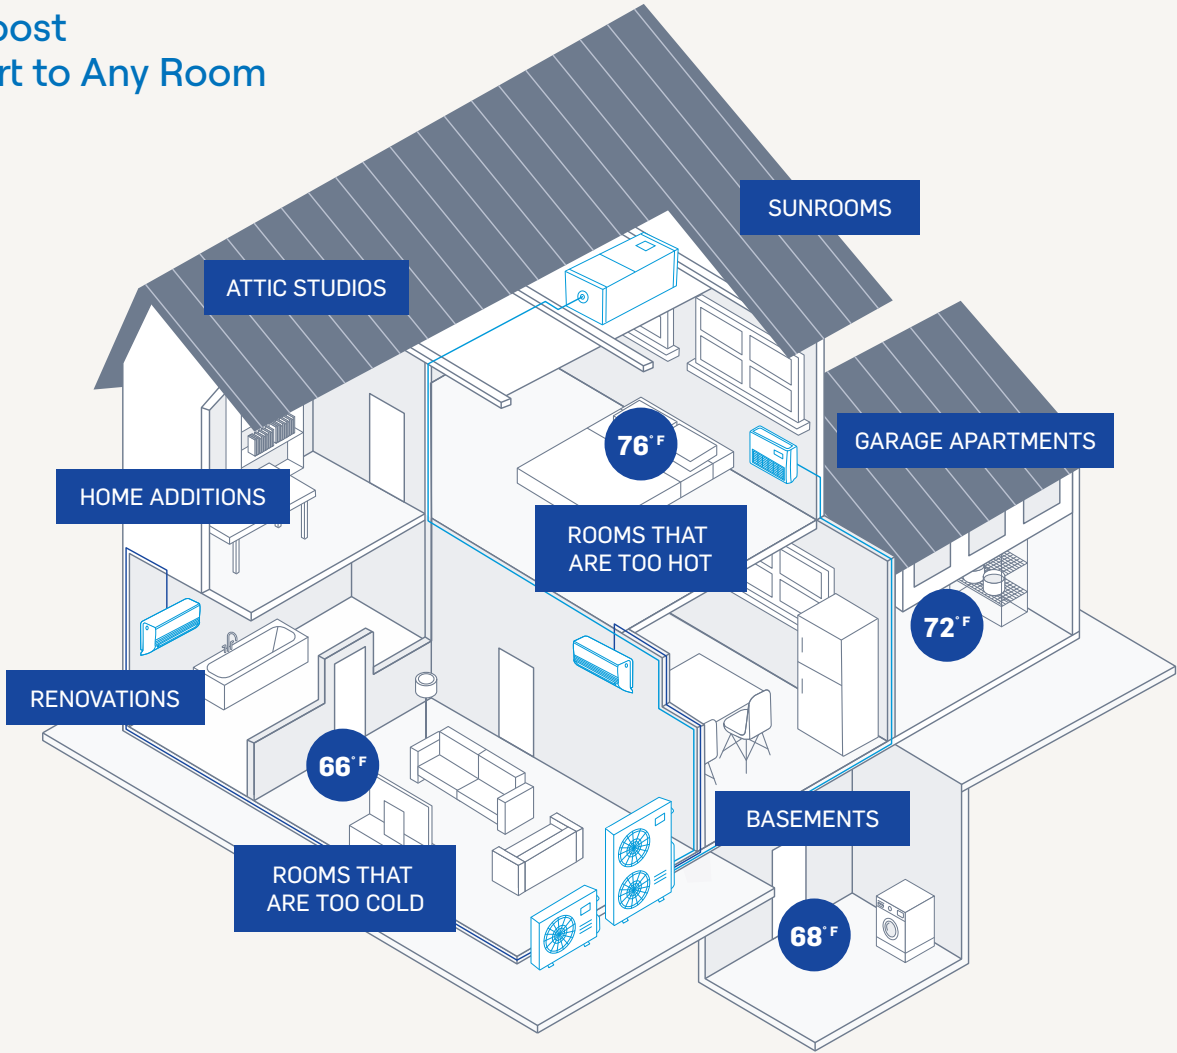 rt to Any Room
SUNROOMS
ATTIC STUDIOS
76°F
GARAGE APARTMENTS
HOME ADDITIONS
ROOMS THAT
ARE TOO HOT
72°F
RENOVATIONS
66°F
BASEMENTS
ROOMS THAT
ARE TOO COLD
68°F